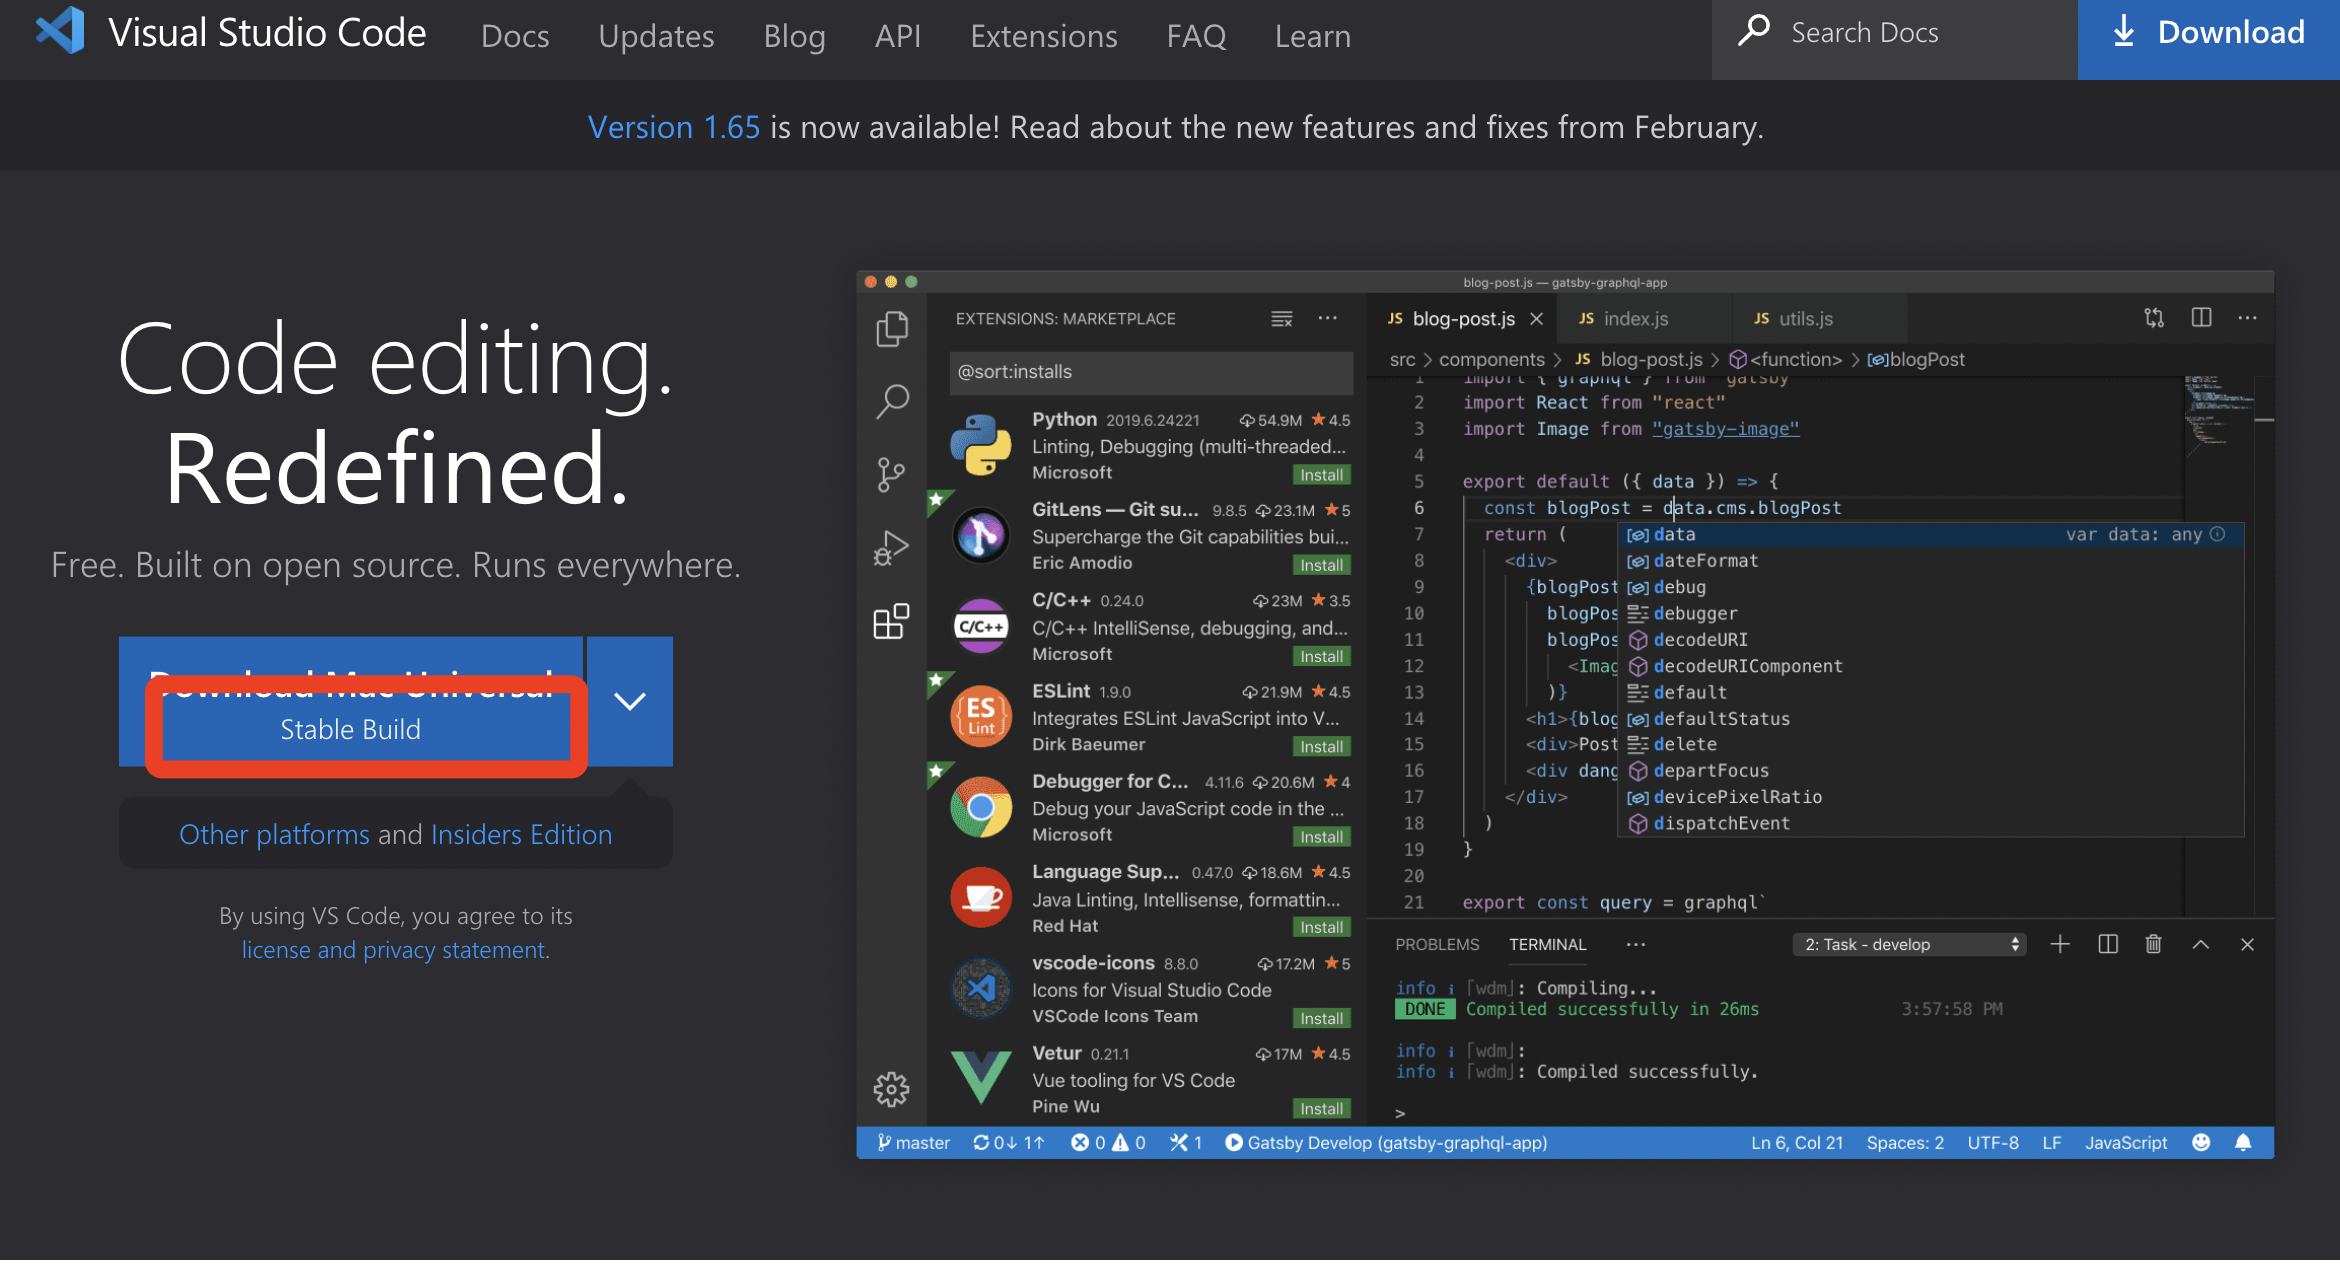 Visual Studio Code Docs Updates Blog API Extensions FAQ Learn Search Docs Download
Version 1.65 is now available! Read about the new features and fixes from February.
Code editing.
Redefined.
Free. Built on open source. Runs everywhere.
Download Mac Universal
Stable Build
Other platforms and Insiders Edition
By using VS Code, you agree to its
license and privacy statement.
blog-post.js — gatsby-graphql-app
EXTENSIONS: MARKETPLACE
@sort:installs
Python 2019.6.24221 54.9M 4.5
Linting, Debugging (multi-threaded...
Microsoft Install
GitLens — Git su... 9.8.5 23.1M 5
Supercharge the Git capabilities bui...
Eric Amodio Install
C/C++
C/C++ 0.24.0 23M 3.5
C/C++ IntelliSense, debugging, and...
Microsoft Install
ES
Lint
ESLint 1.9.0 21.9M 4.5
Integrates ESLint JavaScript into V...
Dirk Baeumer Install
Debugger for C... 4.11.6 20.6M 4
Debug your JavaScript code in the ...
Microsoft Install
Language Sup... 0.47.0 18.6M 4.5
Java Linting, Intellisense, formattin...
Red Hat Install
vscode-icons 8.8.0 17.2M 5
Icons for Visual Studio Code
VSCode Icons Team Install
Vetur 0.21.1 17M 4.5
Vue tooling for VS Code
Pine Wu Install
JS blog-post.js JS index.js JS utils.js
src > components > JS blog-post.js > <function> > blogPost
1 import { graphql } from "gatsby"
2 import React from "react"
3 import Image from "gatsby-image"
4
5 export default ({ data }) => {
6 const blogPost = data.cms.blogPost
7 return (
8 <div>
9 {blogPost
10 blogPos
11 blogPos
12 <Imag
13 )}
14 <h1>{blog
15 <div>Post
16 <div dang
17 </div>
18 )
19 }
20
21 export const query = graphql`
data var data: any
dateFormat
debug
debugger
decodeURI
decodeURIComponent
default
defaultStatus
delete
departFocus
devicePixelRatio
dispatchEvent
PROBLEMS TERMINAL ... 2: Task - develop
info i ｢wdm｣: Compiling...
DONE Compiled successfully in 26ms 3:57:58 PM
info i ｢wdm｣:
info i ｢wdm｣: Compiled successfully.
>
master 0↓ 1↑ 0 0 1 Gatsby Develop (gatsby-graphql-app) Ln 6, Col 21 Spaces: 2 UTF-8 LF JavaScript